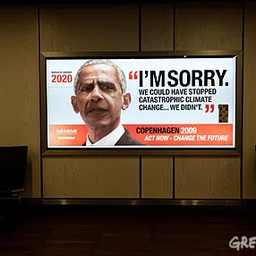 2020
"I'M SORRY.
WE COULD HAVE STOPPED
CATASTROPHIC CLIMATE
CHANGE... WE DIDN'T."
COPENHAGEN 2009
ACT NOW - CHANGE THE FUTURE
GRE